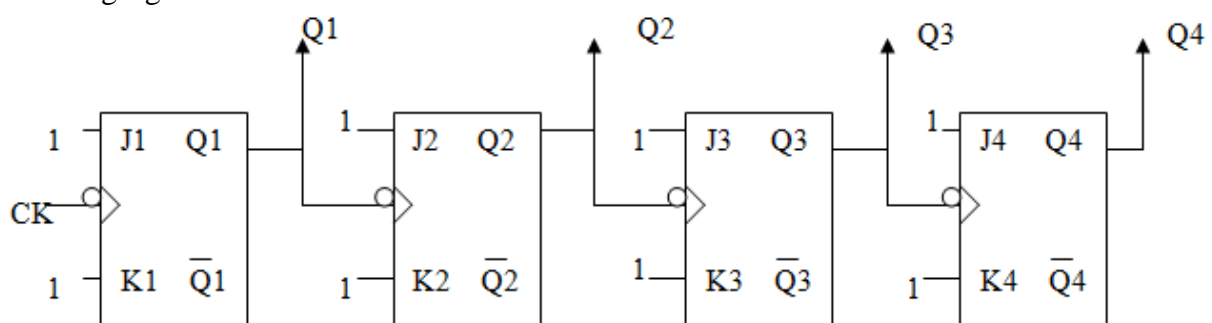 Q1 Q2 Q3 Q4
1 J1 Q1 1 J2 Q2 1 J3 Q3 1 J4 Q4
CK
1 K1 Q̅1 1 K2 Q̅2 1 K3 Q̅3 1 K4 Q̅4